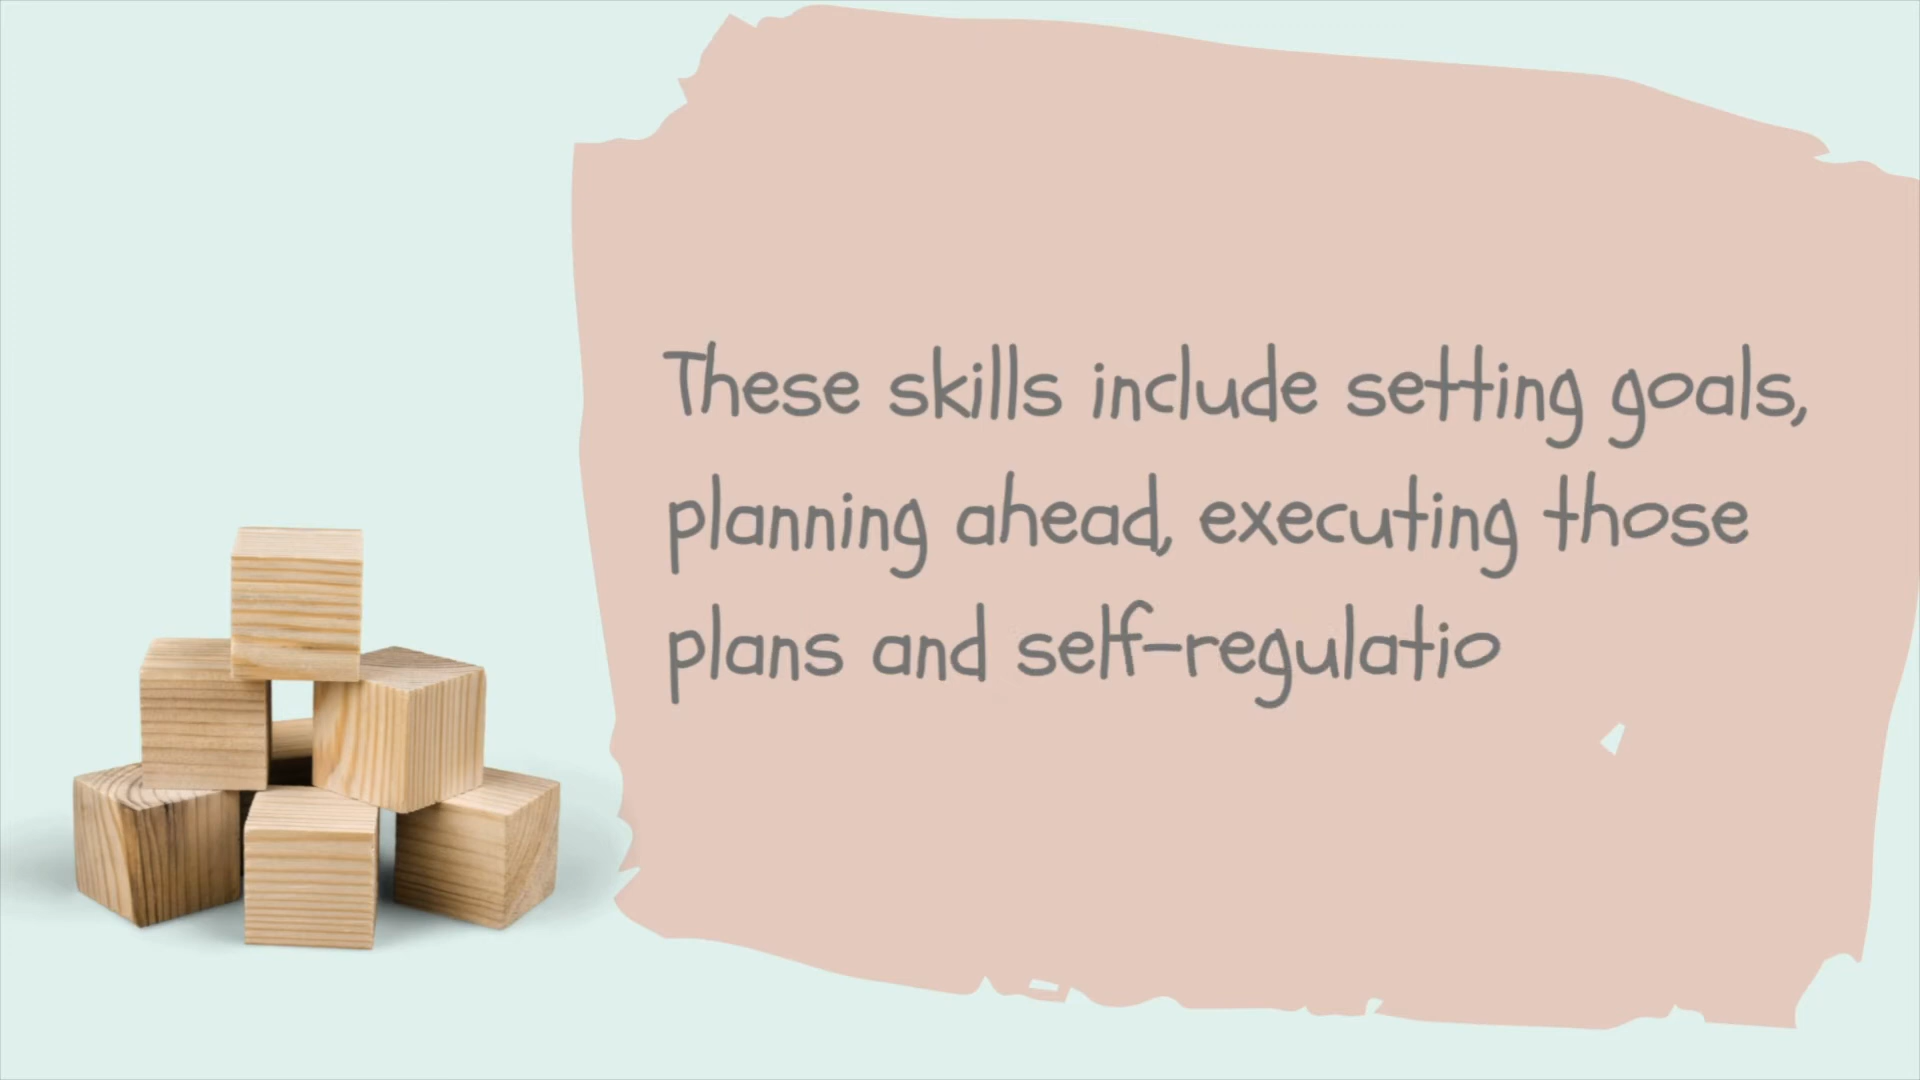 These skills include setting goals,
planning ahead, executing those
plans and self-regulatio